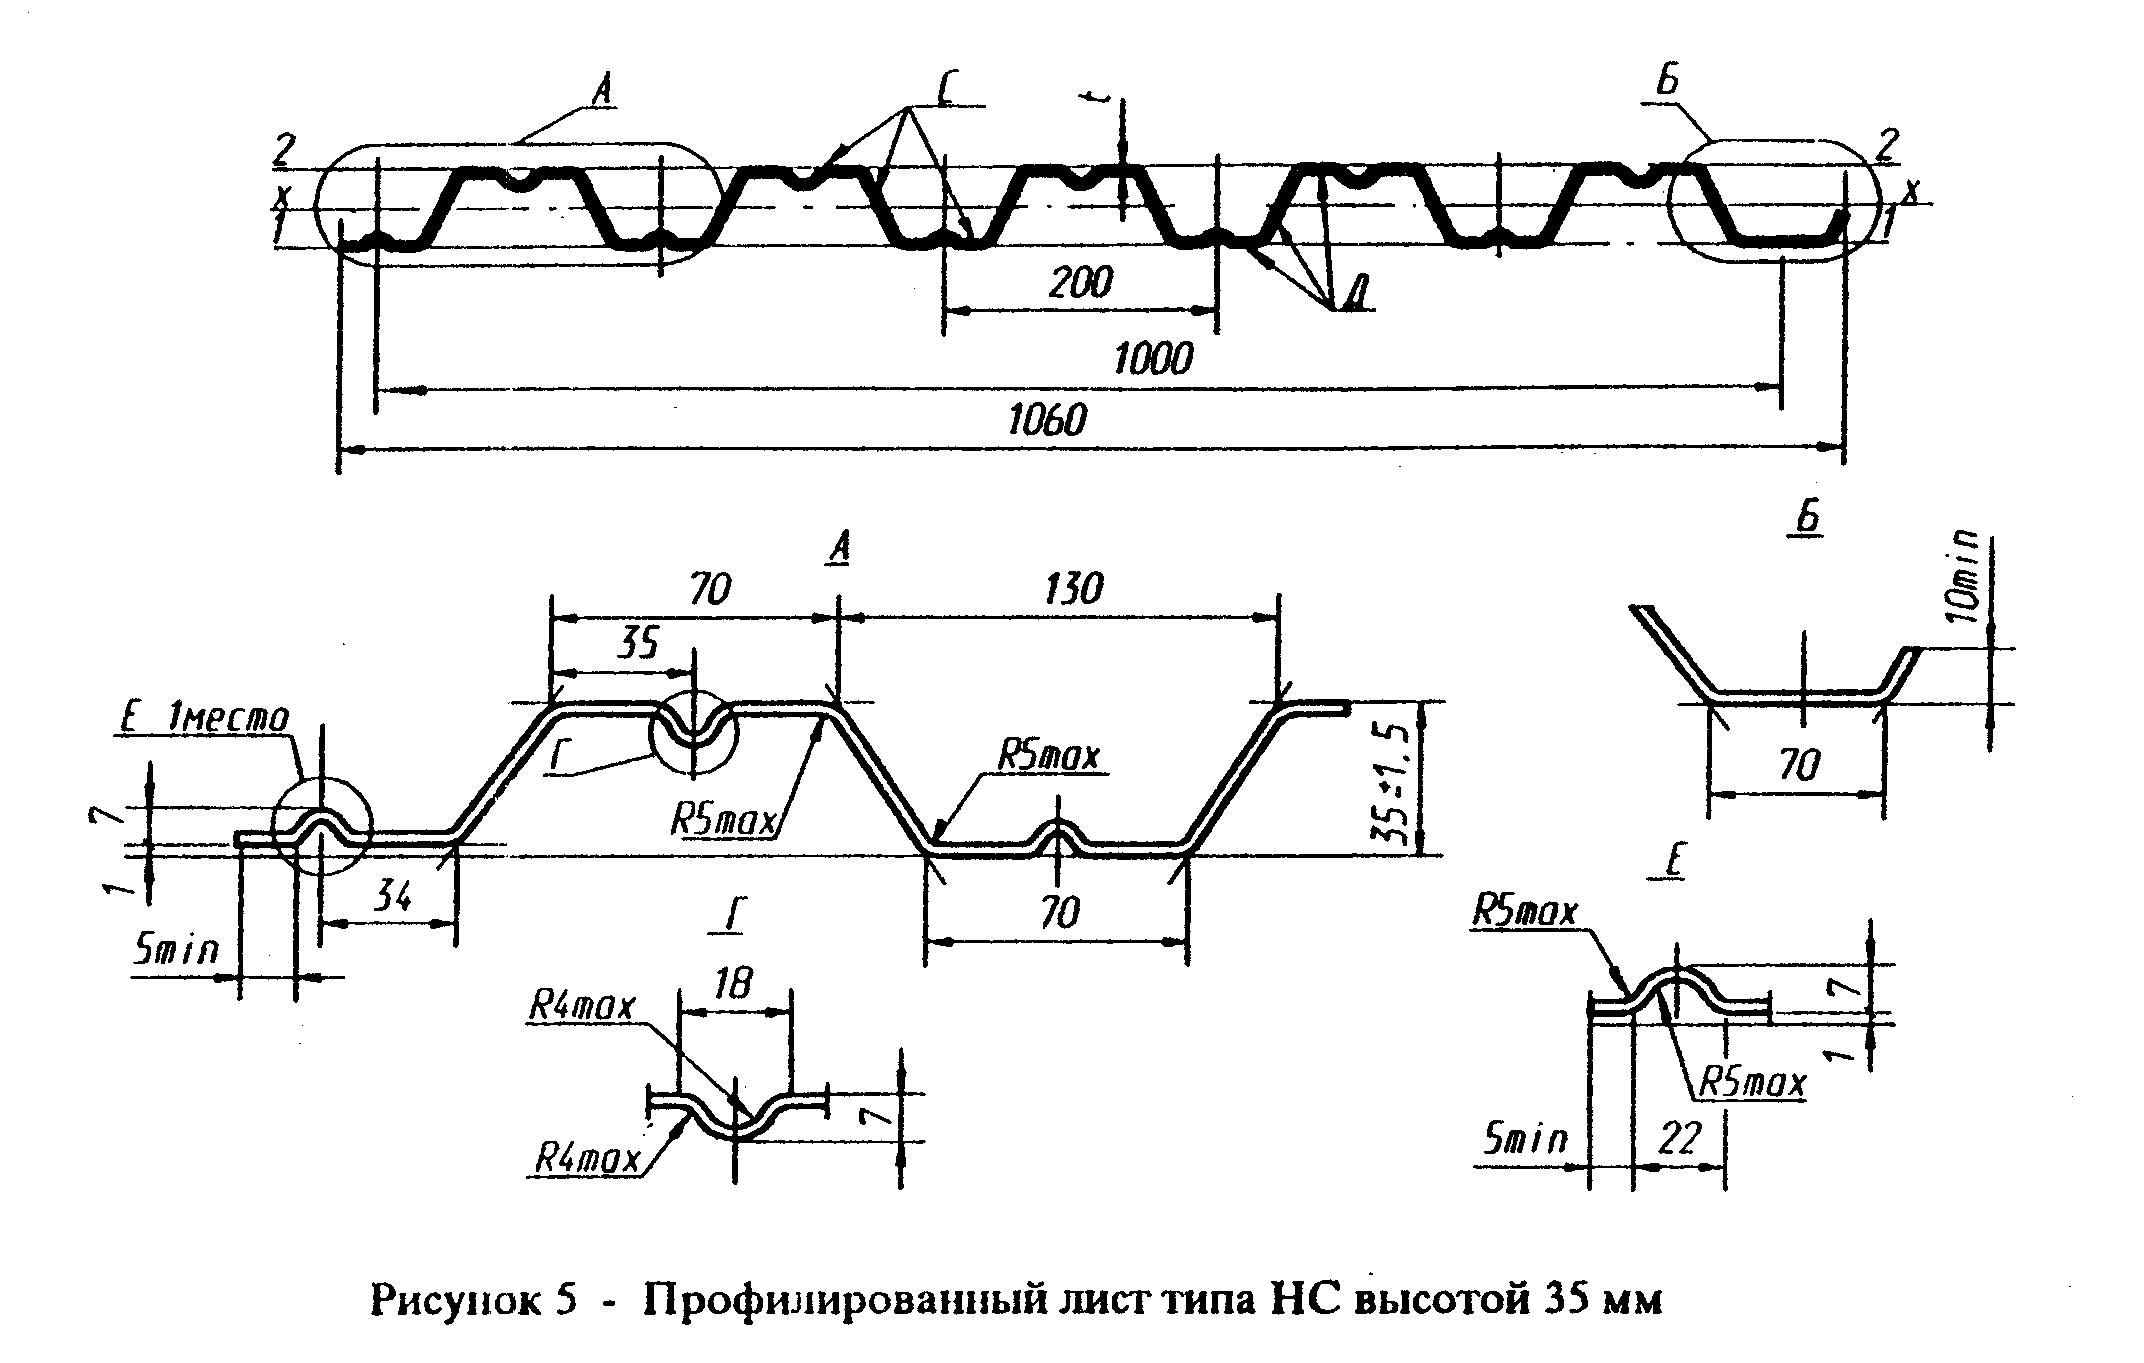 А
С
t
Б
2
2
х
х
1
1
200
Д
1000
1060
А
Б
70
130
10min
35
Е 1место
Г
R5max
R5max
35±1.5
70
7
1
34
5min
70
Г
Е
18
R4max
R4max
7
R5max
7
1
R5max
5min
22
Рисунок 5 - Профилированный лист типа НС высотой 35 мм